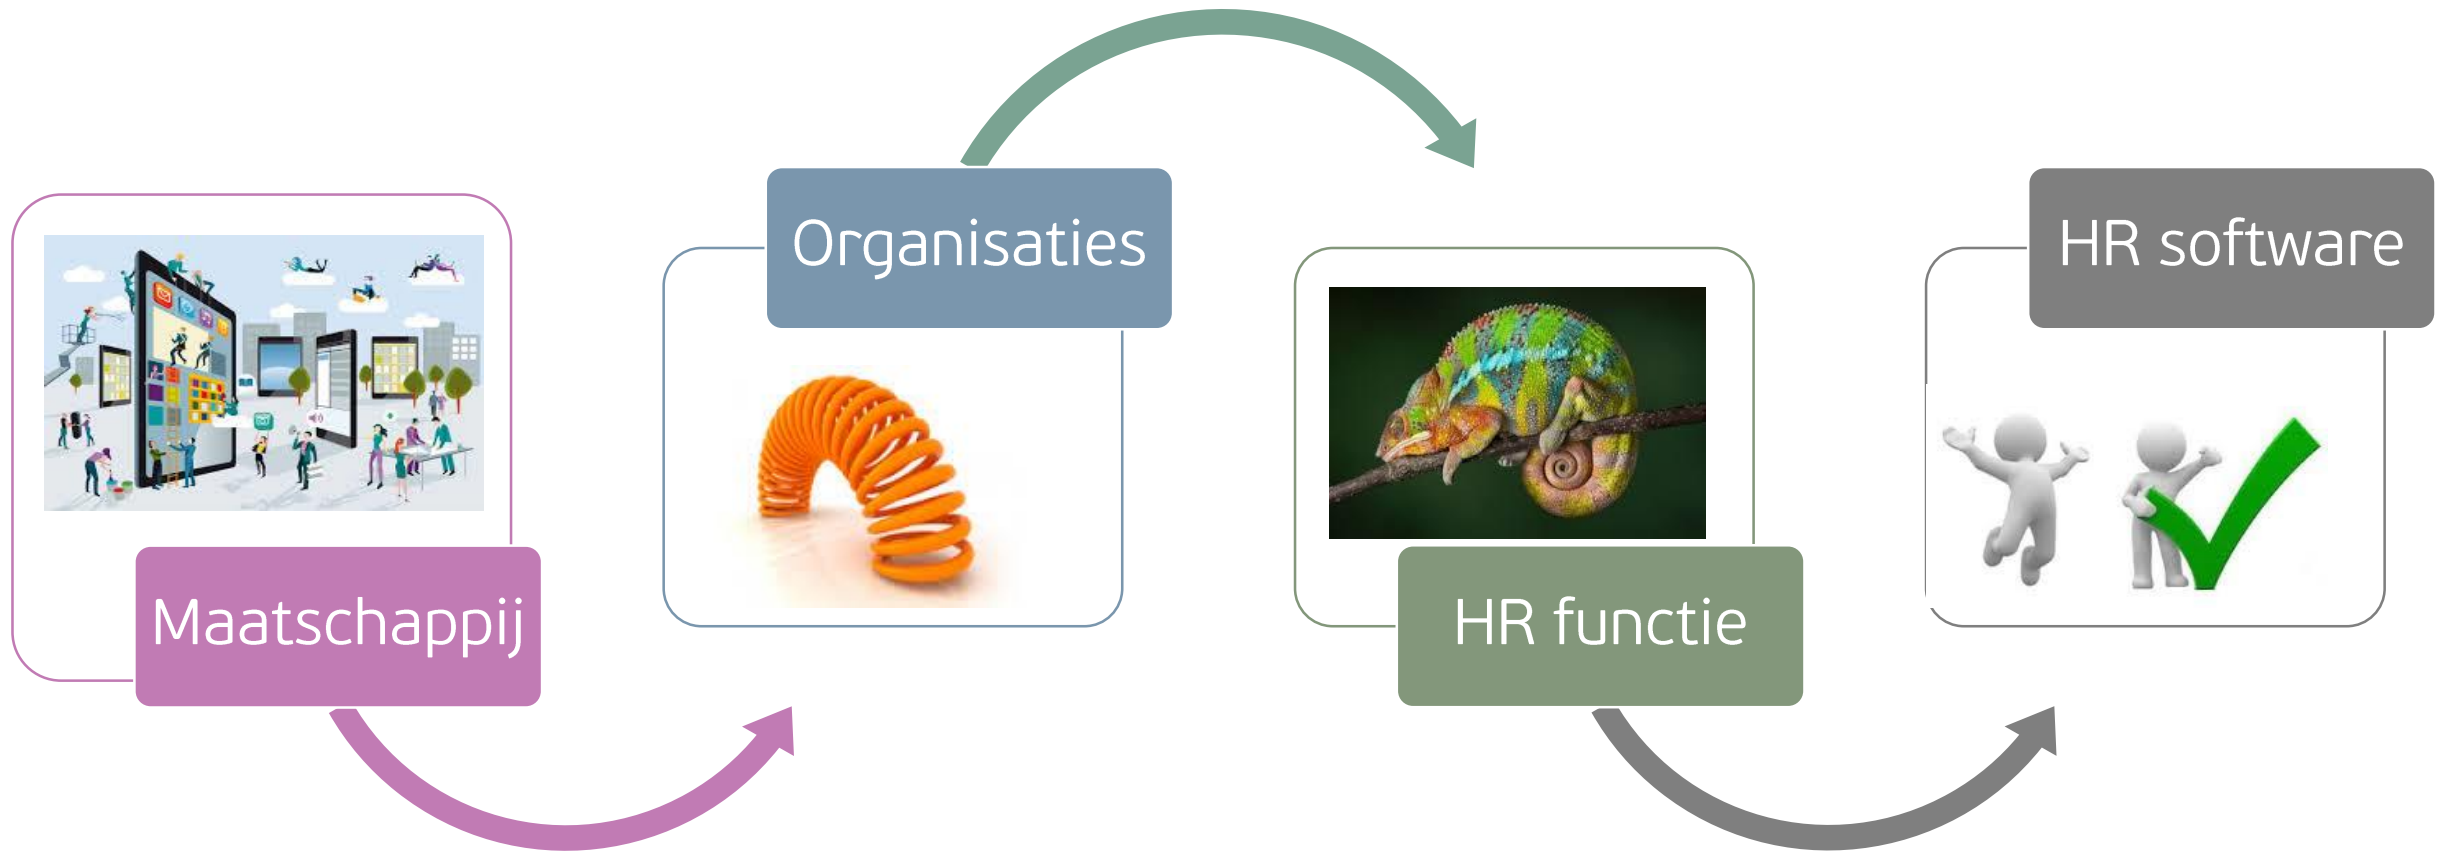 Maatschappij
Organisaties
HR functie
HR software